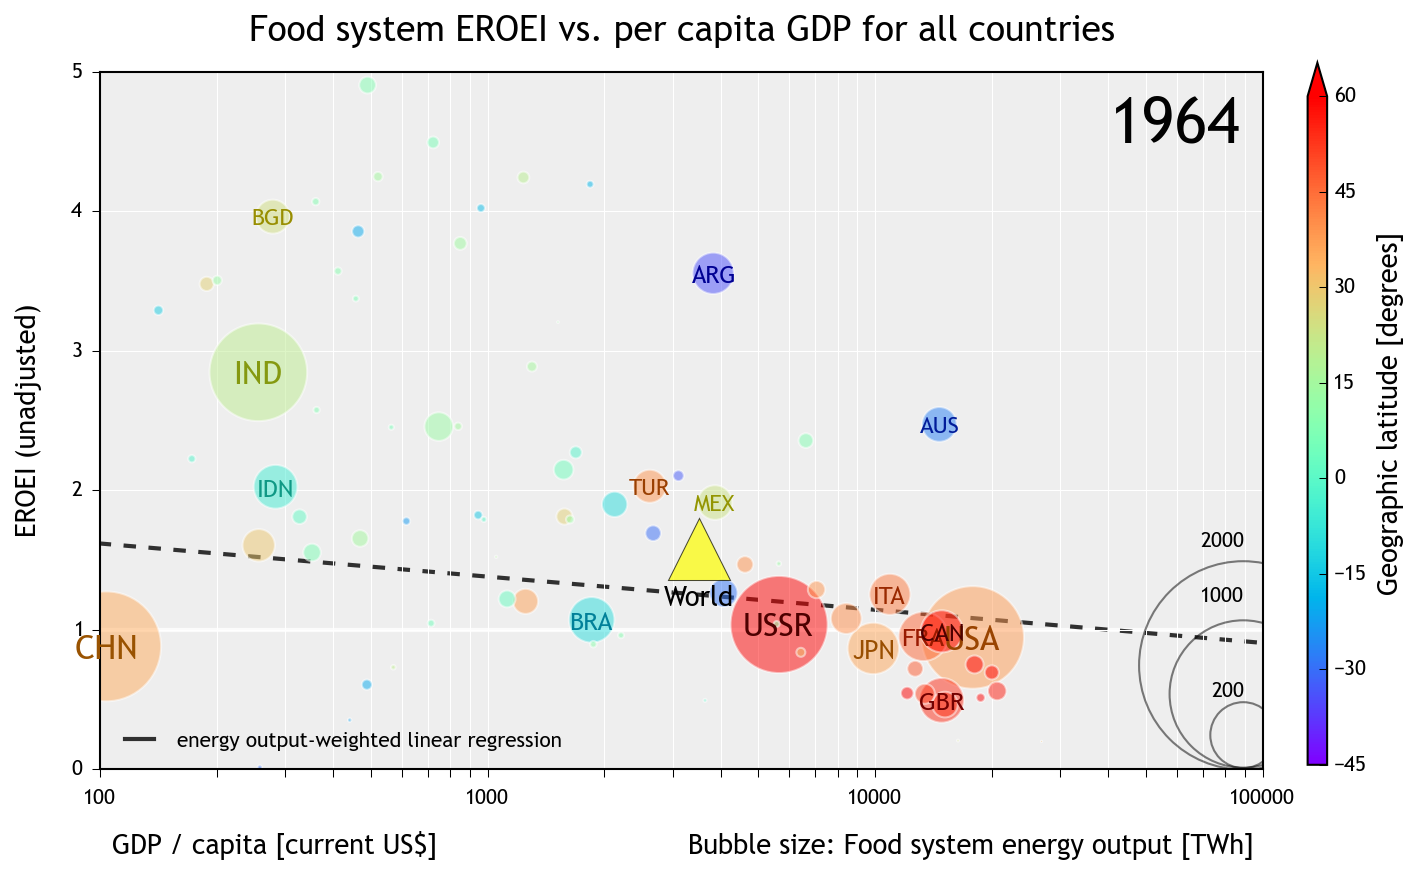 Food system EROEI vs. per capita GDP for all countries
1964
EROEI (unadjusted)
5
4
3
2
1
0
BGD
ARG
IND
AUS
IDN
TUR
MEX
World
BRA
USSR
ITA
CHN
JPN
FRA
CAN
USA
GBR
2000
1000
200
energy output-weighted linear regression
100
1000
10000
100000
GDP / capita [current US$]
Bubble size: Food system energy output [TWh]
60
45
30
15
0
−15
−30
−45
Geographic latitude [degrees]